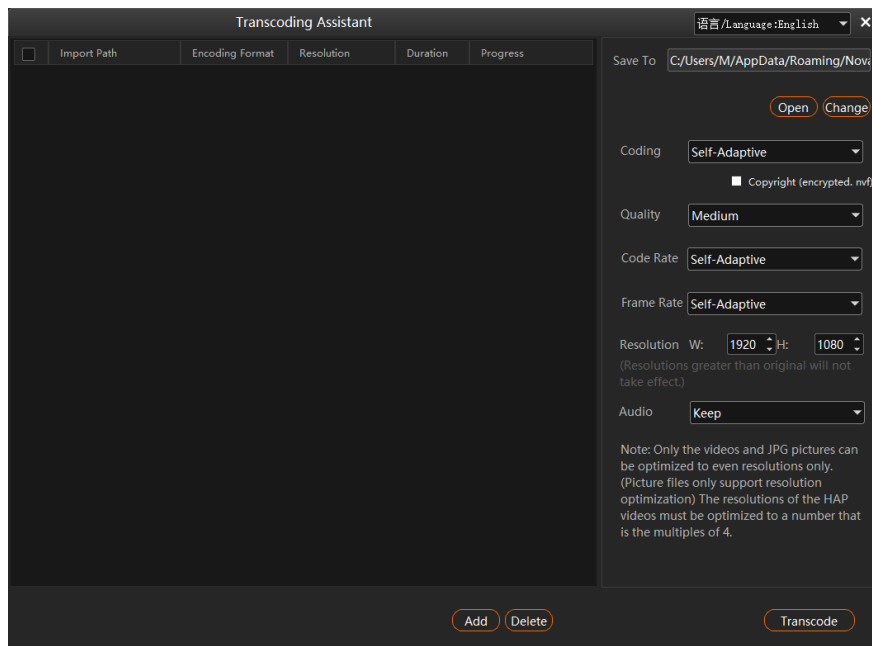 Transcoding Assistant
语言/Language:English
Import Path
Encoding Format
Resolution
Duration
Progress
Save To C:/Users/M/AppData/Roaming/Nova
Open
Change
Coding Self-Adaptive
Copyright (encrypted. nvf)
Quality Medium
Code Rate Self-Adaptive
Frame Rate Self-Adaptive
Resolution W: 1920 H: 1080
(Resolutions greater than original will not
take effect.)
Audio Keep
Note: Only the videos and JPG pictures can
be optimized to even resolutions only.
(Picture files only support resolution
optimization) The resolutions of the HAP
videos must be optimized to a number that
is the multiples of 4.
Add
Delete
Transcode